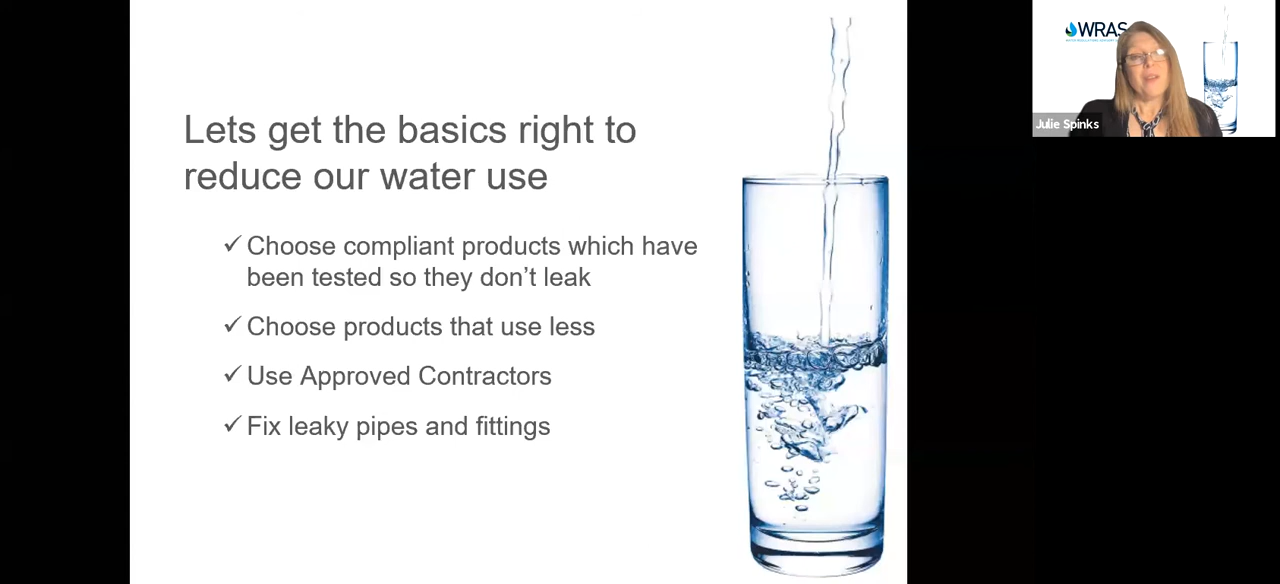 Lets get the basics right to
reduce our water use
✓ Choose compliant products which have
been tested so they don't leak
✓ Choose products that use less
✓ Use Approved Contractors
✓ Fix leaky pipes and fittings
WRAS
Julie Spinks